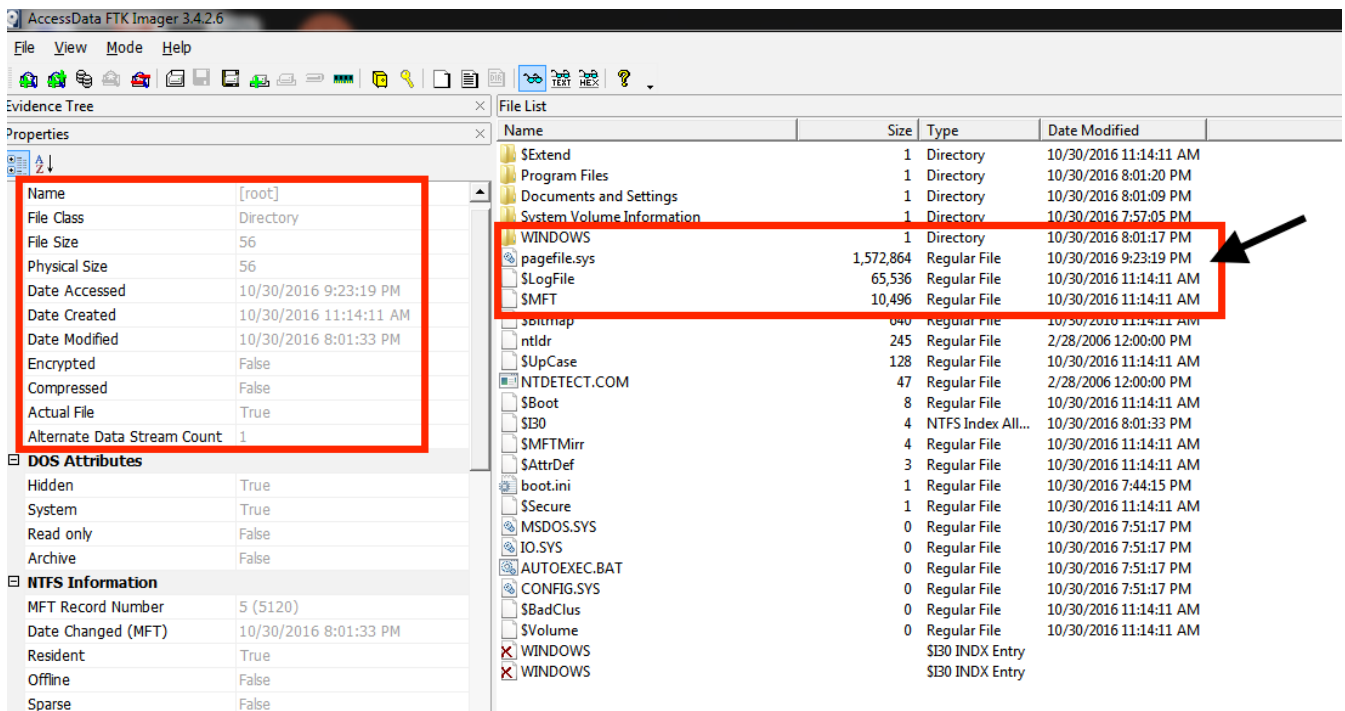 AccessData FTK Imager 3.4.2.6
File View Mode Help
TEXT HEX ?
Evidence Tree
File List
Properties
Name Size Type Date Modified
A
Z
$Extend 1 Directory 10/30/2016 11:14:11 AM
Program Files 1 Directory 10/30/2016 8:01:20 PM
Name [root]
Documents and Settings 1 Directory 10/30/2016 8:01:09 PM
File Class Directory
System Volume Information 1 Directory 10/30/2016 7:57:05 PM
File Size 56
WINDOWS 1 Directory 10/30/2016 8:01:17 PM
Physical Size 56
pagefile.sys 1,572,864 Regular File 10/30/2016 9:23:19 PM
Date Accessed 10/30/2016 9:23:19 PM
$LogFile 65,536 Regular File 10/30/2016 11:14:11 AM
Date Created 10/30/2016 11:14:11 AM
$MFT 10,496 Regular File 10/30/2016 11:14:11 AM
Date Modified 10/30/2016 8:01:33 PM
$Bitmap 640 Regular File 10/30/2016 11:14:11 AM
ntldr 245 Regular File 2/28/2006 12:00:00 PM
Encrypted False
$UpCase 128 Regular File 10/30/2016 11:14:11 AM
Compressed False
NTDETECT.COM 47 Regular File 2/28/2006 12:00:00 PM
Actual File True
$Boot 8 Regular File 10/30/2016 11:14:11 AM
$I30 4 NTFS Index All... 10/30/2016 8:01:33 PM
Alternate Data Stream Count 1
$MFTMirr 4 Regular File 10/30/2016 11:14:11 AM
DOS Attributes
$AttrDef 3 Regular File 10/30/2016 11:14:11 AM
Hidden True
boot.ini 1 Regular File 10/30/2016 7:44:15 PM
System True
$Secure 1 Regular File 10/30/2016 11:14:11 AM
Read only False
MSDOS.SYS 0 Regular File 10/30/2016 7:51:17 PM
IO.SYS 0 Regular File 10/30/2016 7:51:17 PM
Archive False
AUTOEXEC.BAT 0 Regular File 10/30/2016 7:51:17 PM
NTFS Information
CONFIG.SYS 0 Regular File 10/30/2016 7:51:17 PM
MFT Record Number 5 (5120)
$BadClus 0 Regular File 10/30/2016 11:14:11 AM
Date Changed (MFT) 10/30/2016 8:01:33 PM
$Volume 0 Regular File 10/30/2016 11:14:11 AM
Resident True
WINDOWS $I30 INDX Entry
Offline False
WINDOWS $I30 INDX Entry
Sparse False